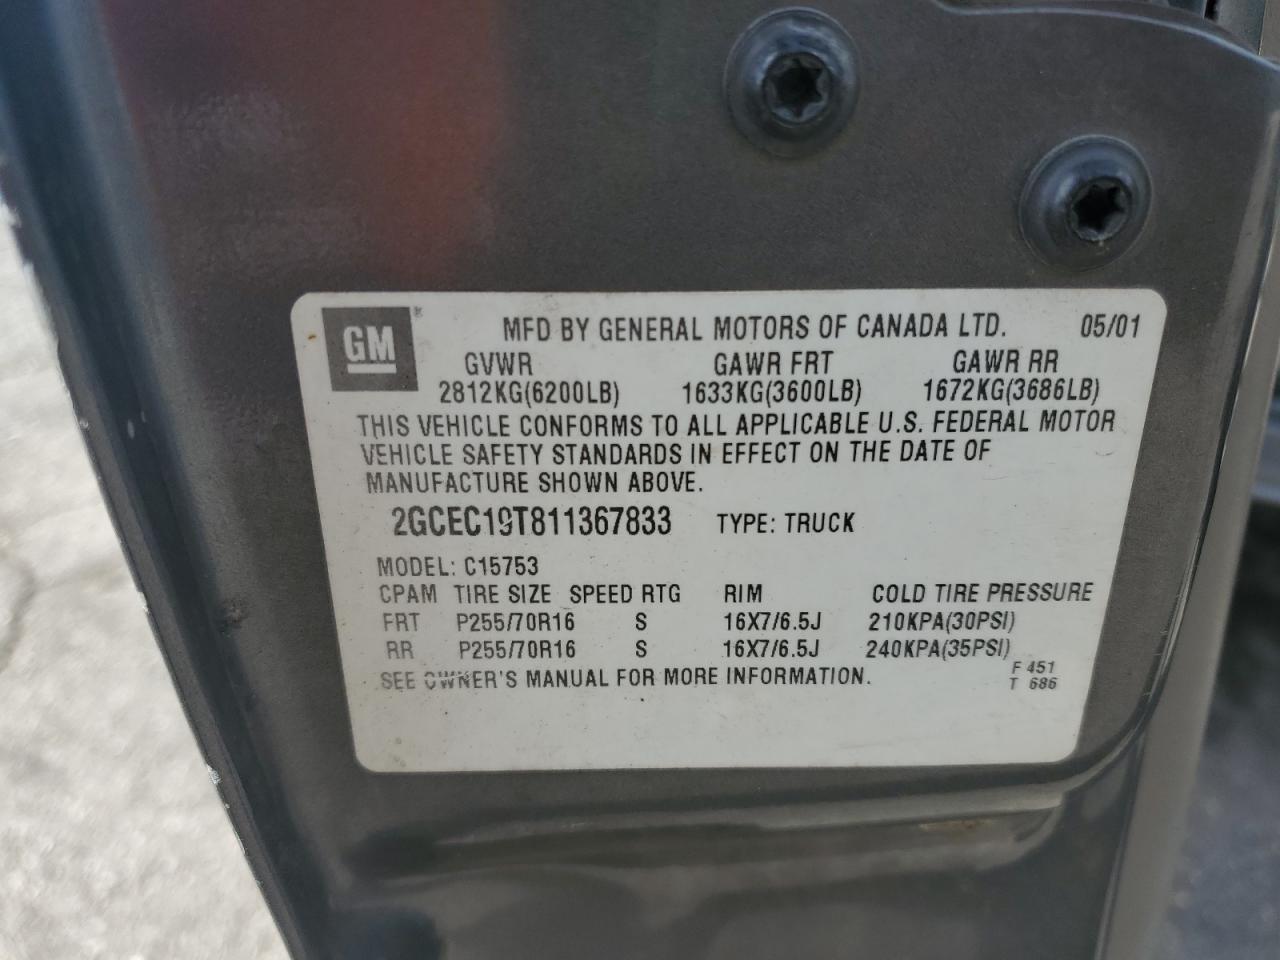 GM® MFD BY GENERAL MOTORS OF CANADA LTD. 05/01
GVWR GAWR FRT GAWR RR
2812KG(6200LB) 1633KG(3600LB) 1672KG(3686LB)
THIS VEHICLE CONFORMS TO ALL APPLICABLE U.S. FEDERAL MOTOR
VEHICLE SAFETY STANDARDS IN EFFECT ON THE DATE OF
MANUFACTURE SHOWN ABOVE.
2GCEC19T811367833 TYPE: TRUCK
MODEL: C15753
CPAM TIRE SIZE SPEED RTG RIM COLD TIRE PRESSURE
FRT P255/70R16 S 16X7/6.5J 210KPA(30PSI)
RR P255/70R16 S 16X7/6.5J 240KPA(35PSI)
SEE OWNER'S MANUAL FOR MORE INFORMATION. F 451
T 686